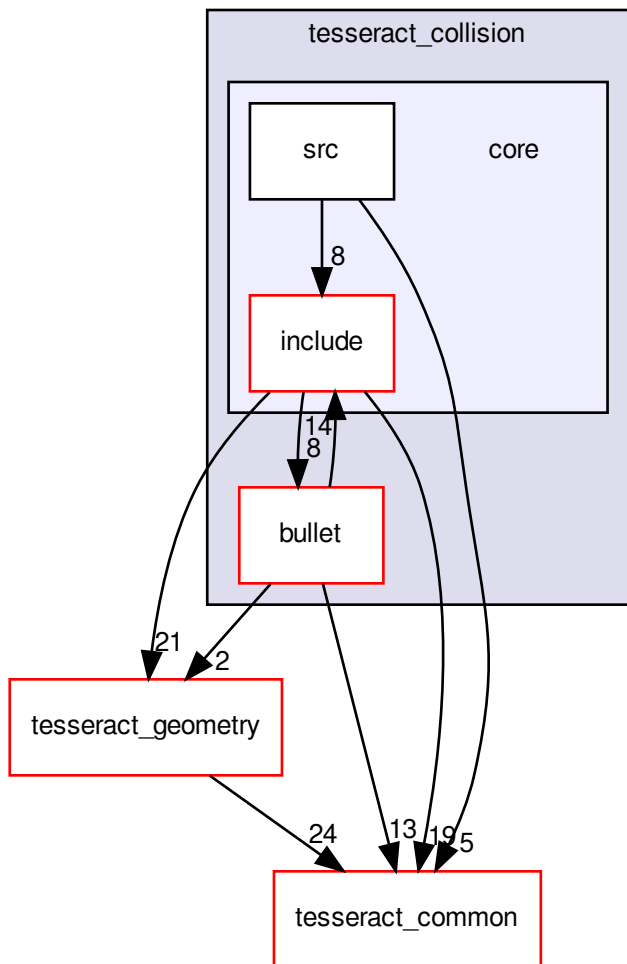 tesseract_collision
src
core
8
include
14
8
bullet
21
2
tesseract_geometry
24
13
19
5
tesseract_common